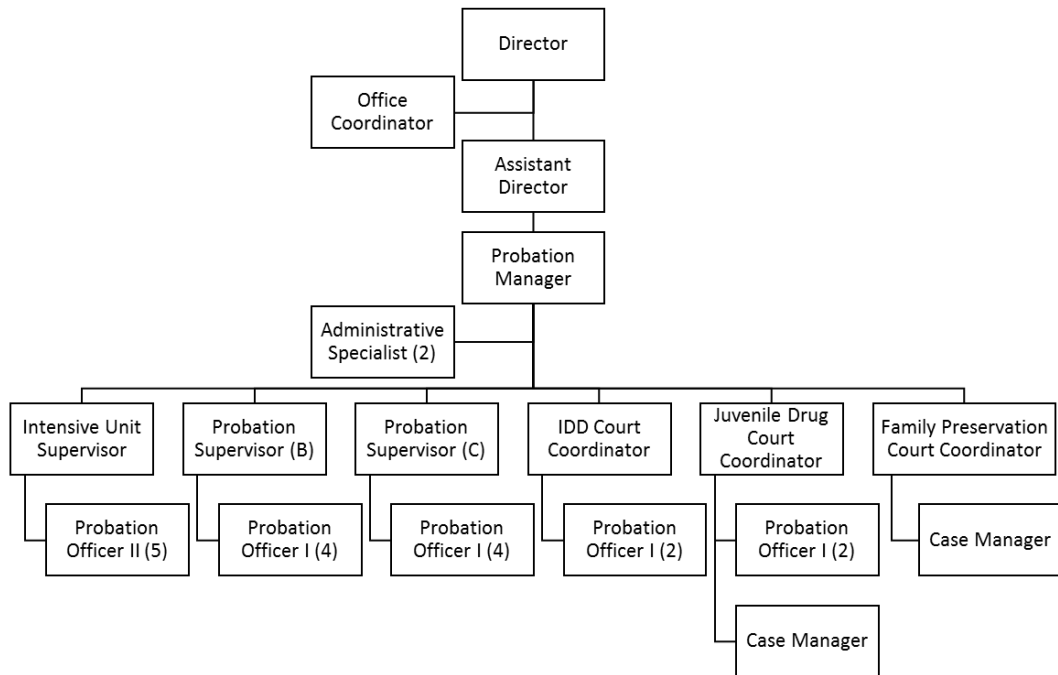 Director
Office
Coordinator
Assistant
Director
Probation
Manager
Administrative
Specialist (2)
Intensive Unit
Supervisor
Probation
Supervisor (B)
Probation
Supervisor (C)
IDD Court
Coordinator
Juvenile Drug
Court
Coordinator
Family Preservation
Court Coordinator
Probation
Officer II (5)
Probation
Officer I (4)
Probation
Officer I (4)
Probation
Officer I (2)
Probation
Officer I (2)
Case Manager
Case Manager